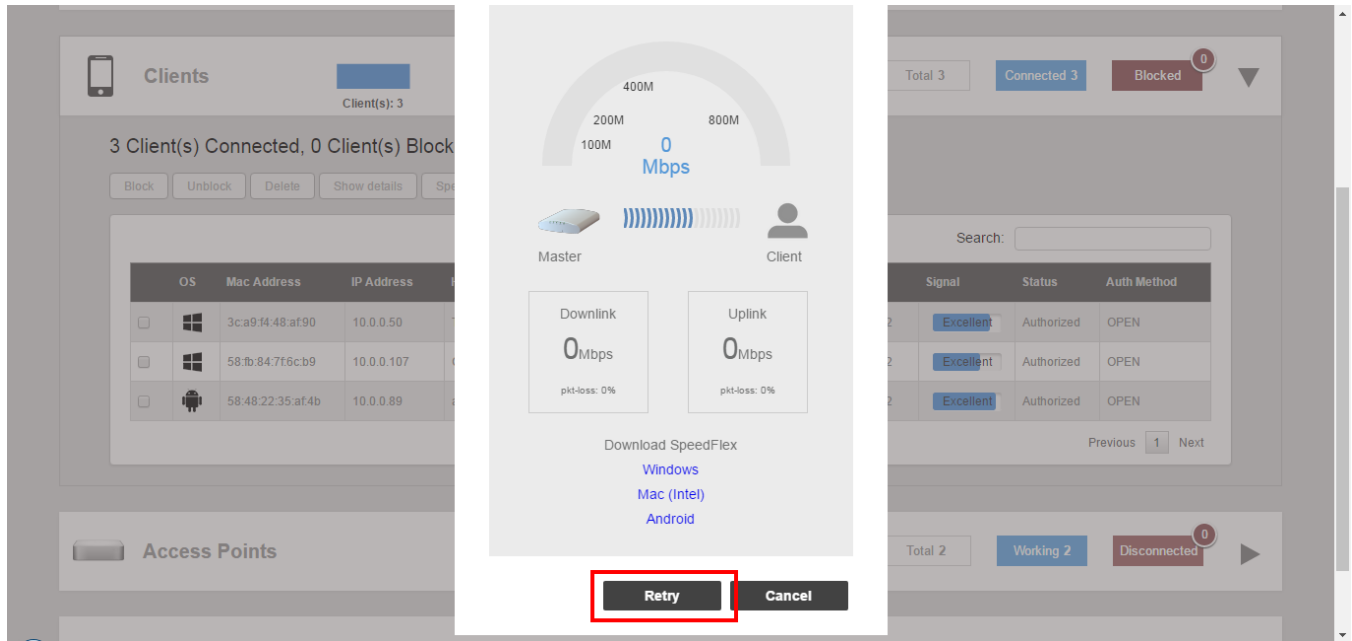 Clients
Client(s): 3
Total 3
Connected 3
Blocked
0
3 Client(s) Connected, 0 Client(s) Block
Block
Unblock
Delete
Show details
Spe
Search:
OS Mac Address IP Address
Signal Status Auth Method
3c:a9:f4:48:af:90 10.0.0.50
2 Excellent Authorized OPEN
58:fb:84:7f:6c:b9 10.0.0.107
2 Excellent Authorized OPEN
58:48:22:35:af:4b 10.0.0.89
2 Excellent Authorized OPEN
Previous 1 Next
Access Points
Total 2
Working 2
Disconnected
0
400M
200M 800M
100M
0
Mbps
Master Client
Downlink
0Mbps
pkt-loss: 0%
Uplink
0Mbps
pkt-loss: 0%
Download SpeedFlex
Windows
Mac (Intel)
Android
Retry
Cancel